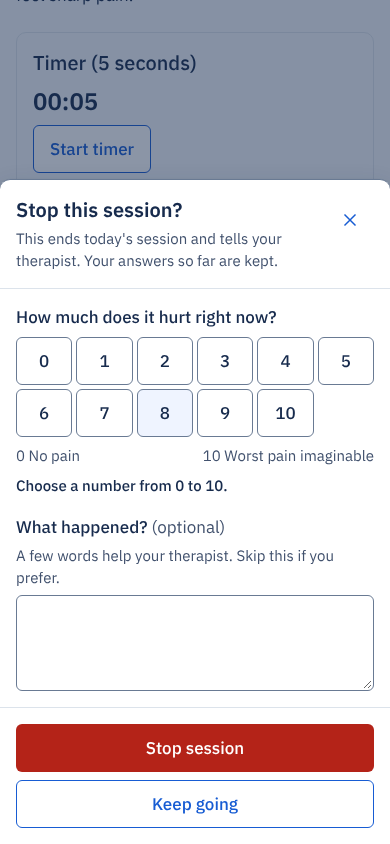 Timer (5 seconds)
00:05
Start timer
Stop this session?
This ends today's session and tells your
therapist. Your answers so far are kept.
How much does it hurt right now?
0 1 2 3 4 5
6 7 8 9 10
0 No pain 10 Worst pain imaginable
Choose a number from 0 to 10.
What happened? (optional)
A few words help your therapist. Skip this if you
prefer.
Stop session
Keep going